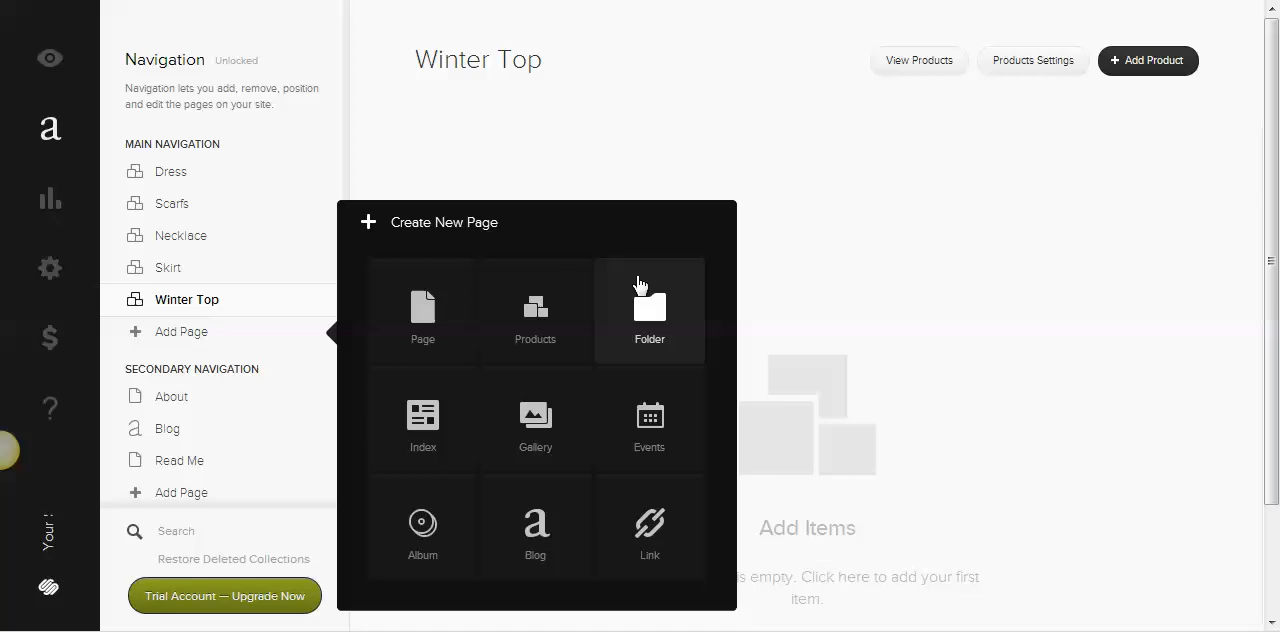 Navigation Unlocked
Navigation lets you add, remove, position
and edit the pages on your site.
MAIN NAVIGATION
Dress
Scarfs
Necklace
Skirt
Winter Top
Add Page
SECONDARY NAVIGATION
About
Blog
Read Me
Add Page
Search
Restore Deleted Collections
Trial Account — Upgrade Now
Your
Winter Top
View Products
Products Settings
+ Add Product
+ Create New Page
Page
Products
Folder
Index
Gallery
Events
Album
Blog
Link
Add Items
is empty. Click here to add your first
item.